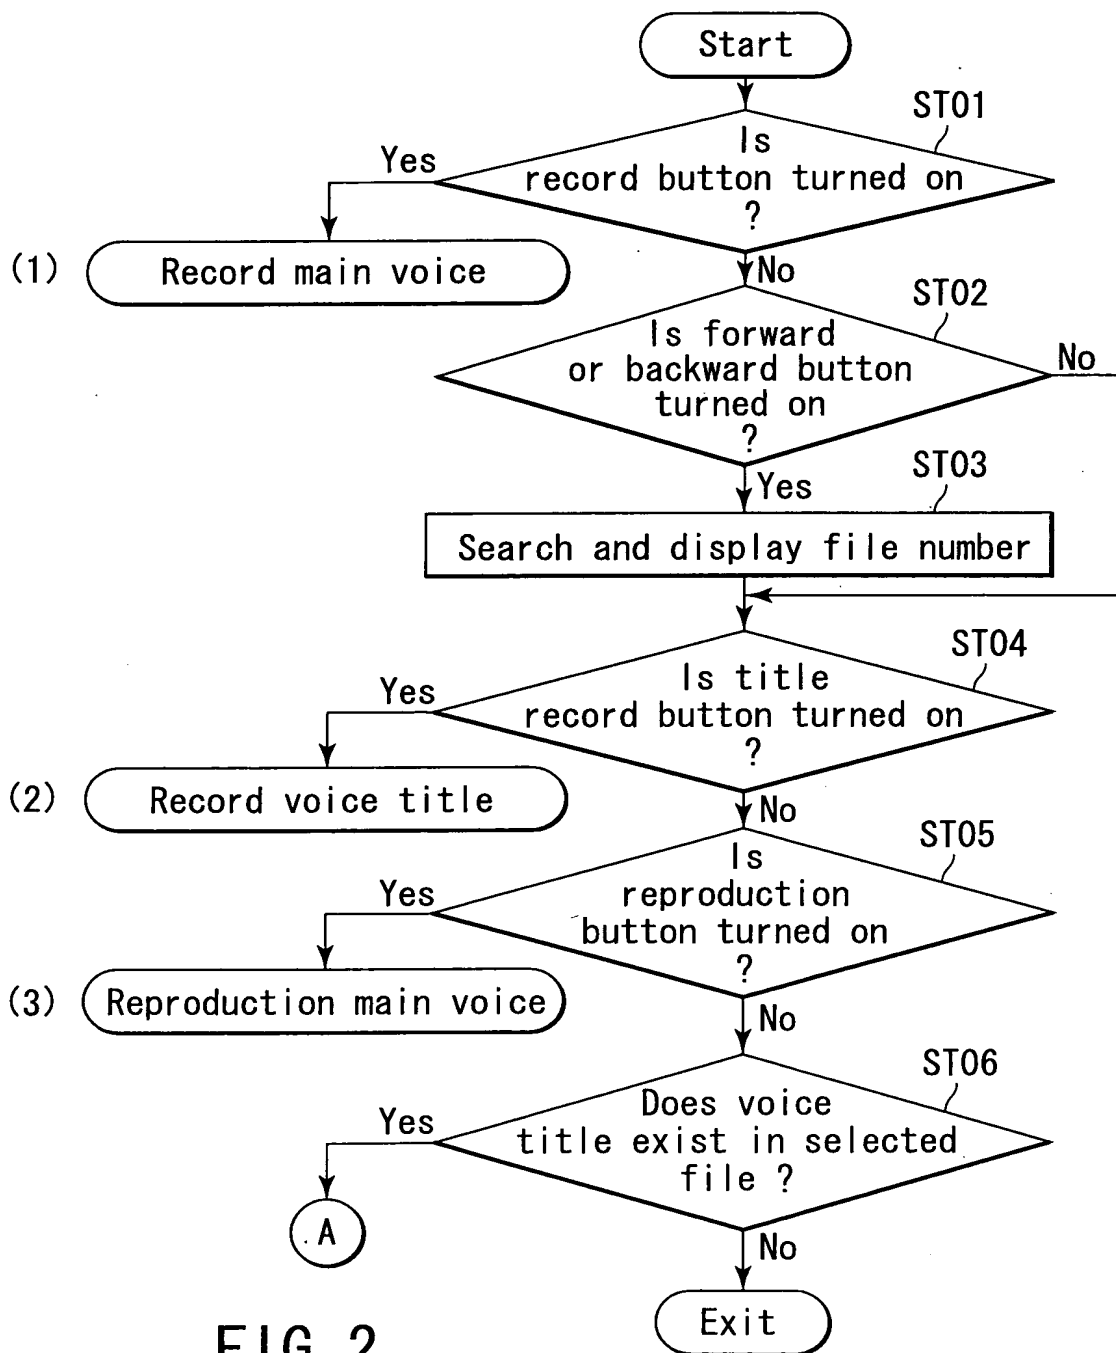 Start
ST01
Is
record button turned on
?
Yes
No
(1)
Record main voice
ST02
Is forward
or backward button
turned on
?
No
Yes
ST03
Search and display file number
ST04
Is title
record button turned on
?
Yes
No
(2)
Record voice title
ST05
Is
reproduction
button turned on
?
Yes
No
(3)
Reproduction main voice
ST06
Does voice
title exist in selected
file ?
Yes
No
A
Exit
FIG.2